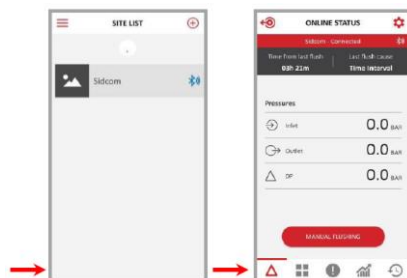 SITE LIST
Sidcom
ONLINE STATUS
Sidcom Connected
Time from last flush
03h 21m
Last flush cause
Time Interval
Pressures
Inlet
0.0 BAR
Outlet
0.0 BAR
DP
0.0 BAR
MANUAL FLUSHING